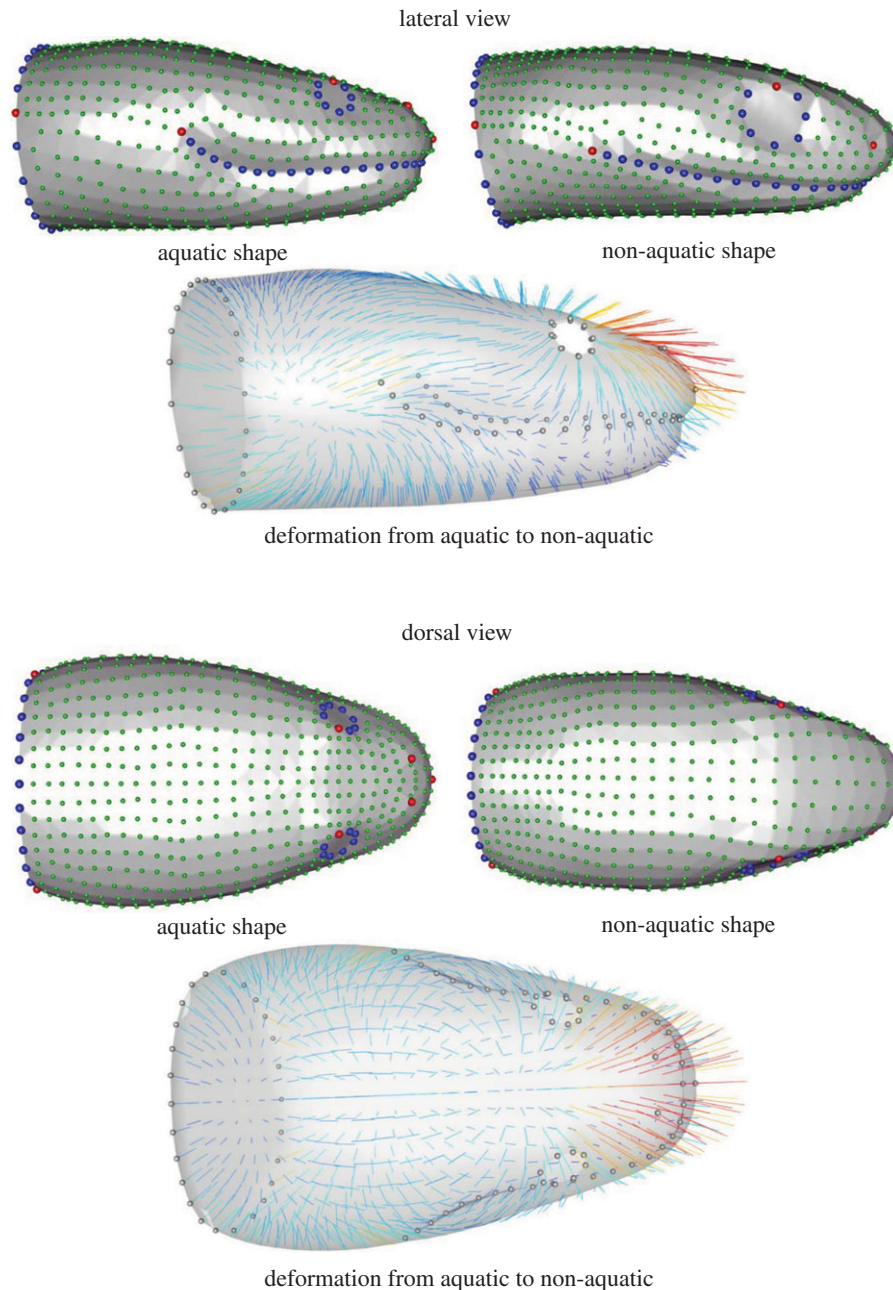 lateral view
aquatic shape
non-aquatic shape
deformation from aquatic to non-aquatic
dorsal view
aquatic shape
non-aquatic shape
deformation from aquatic to non-aquatic